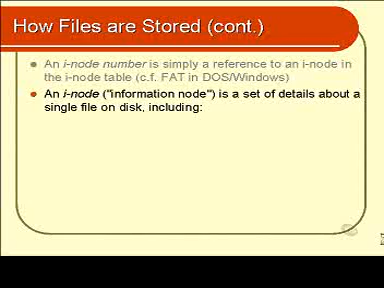 How Files are Stored (cont.)
An i-node number is simply a reference to an i-node in
the i-node table (c.f. FAT in DOS/Windows)
An i-node ("information node") is a set of details about a
single file on disk, including: